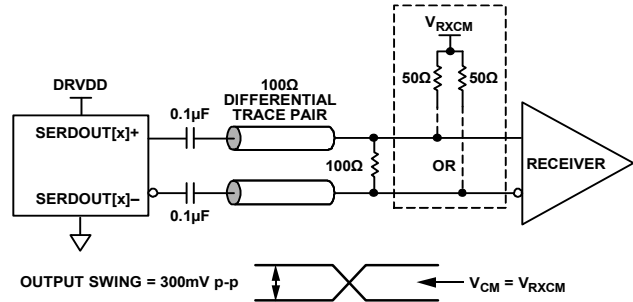 V_RXCM
DRVDD
100Ω
DIFFERENTIAL
TRACE PAIR
50Ω
50Ω
0.1µF
SERDOUT[x]+
100Ω
OR
RECEIVER
SERDOUT[x]–
0.1µF
OUTPUT SWING = 300mV p-p
V_CM = V_RXCM